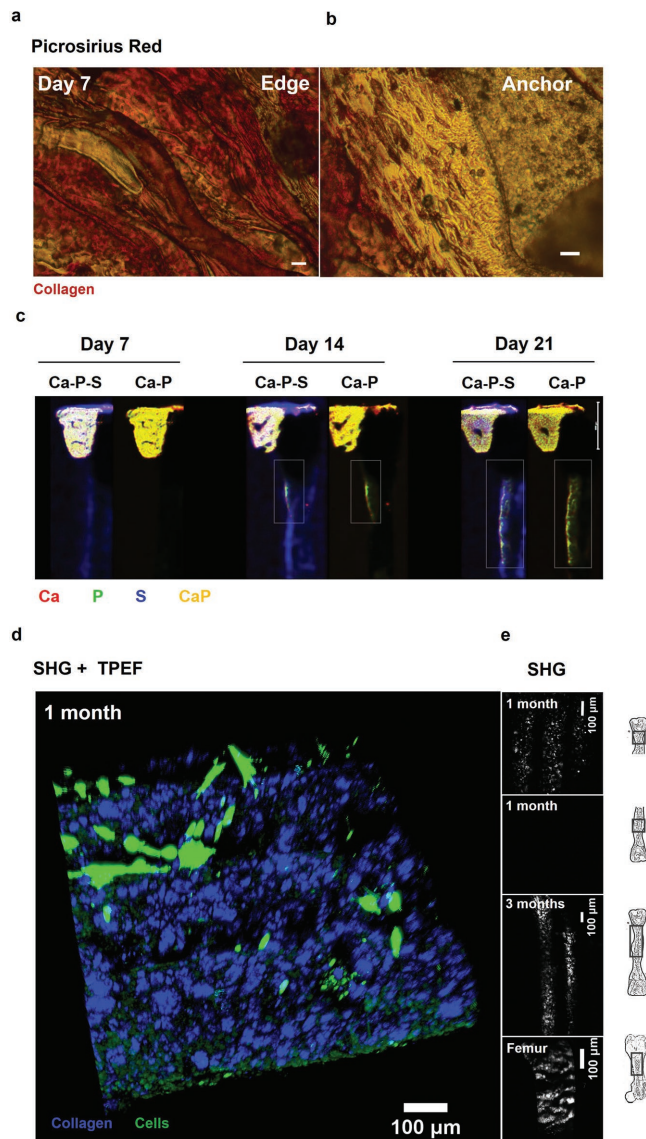 a
b
Picrosirius Red
Day 7
Edge
Anchor
Collagen
c
Day 7
Day 14
Day 21
Ca-P-S
Ca-P
Ca-P-S
Ca-P
Ca-P-S
Ca-P
Ca P S CaP
d
e
SHG + TPEF
SHG
1 month
1 month
100 µm
1 month
3 months
100 µm
Femur
100 µm
Collagen
Cells
100 µm